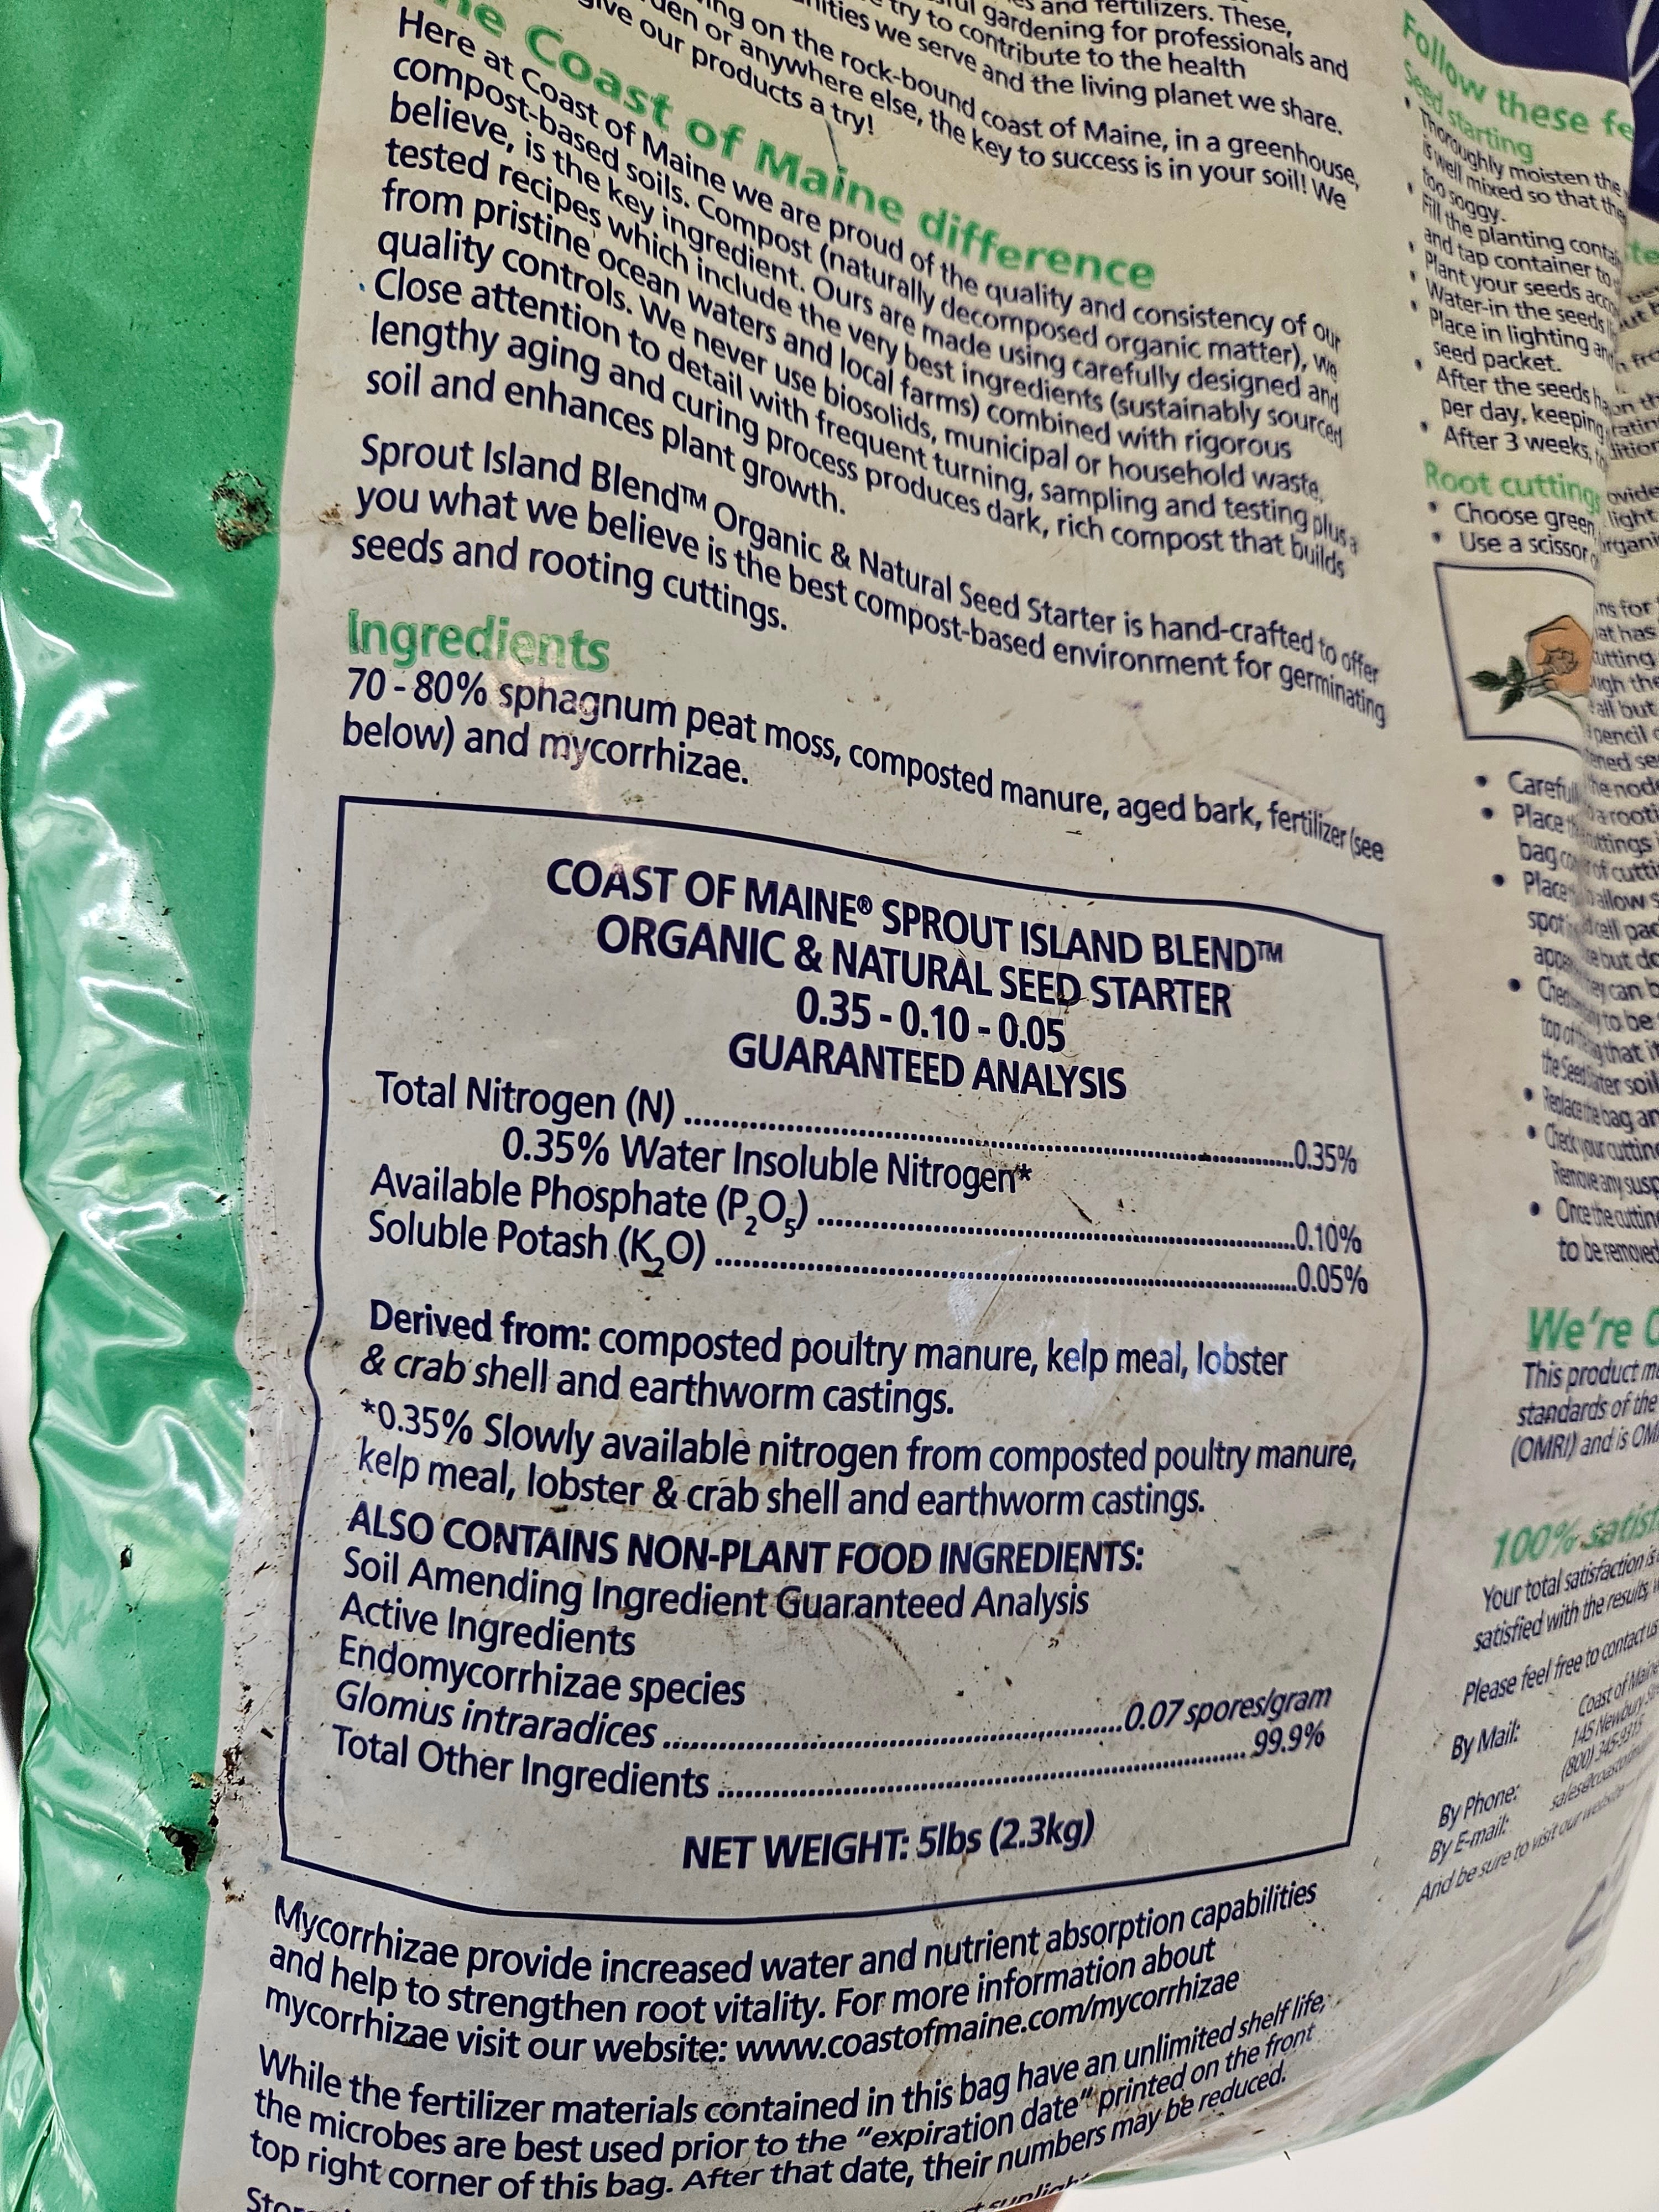 es and fertilizers. These,
gardening for professionals and
try to contribute to the health
we serve and the living planet we share.
on the rock-bound coast of Maine, in a greenhouse,
or anywhere else, the key to success is in your soil! We
give our products a try!
Coast of Maine difference
Here at Coast of Maine we are proud of the quality and consistency of our
compost-based soils. Compost (naturally decomposed organic matter), we
believe, is the key ingredient. Ours are made using carefully designed and
tested recipes which include the very best ingredients (sustainably sourced
from pristine ocean waters and local farms) combined with rigorous
quality controls. We never use biosolids, municipal or household waste.
Close attention to detail with frequent turning, sampling and testing plus a
lengthy aging and curing process produces dark, rich compost that builds
soil and enhances plant growth.
Sprout Island Blend™ Organic & Natural Seed Starter is hand-crafted to offer
you what we believe is the best compost-based environment for germinating
seeds and rooting cuttings.
Ingredients
70 - 80% sphagnum peat moss, composted manure, aged bark, fertilizer (see
below) and mycorrhizae.
COAST OF MAINE® SPROUT ISLAND BLEND™
ORGANIC & NATURAL SEED STARTER
0.35 - 0.10 - 0.05
GUARANTEED ANALYSIS
Total Nitrogen (N) ........ 0.35%
0.35% Water Insoluble Nitrogen*
Available Phosphate (P₂O₅) ........ 0.10%
Soluble Potash (K₂O) ........ 0.05%
Derived from: composted poultry manure, kelp meal, lobster
& crab shell and earthworm castings.
*0.35% Slowly available nitrogen from composted poultry manure,
kelp meal, lobster & crab shell and earthworm castings.
ALSO CONTAINS NON-PLANT FOOD INGREDIENTS:
Soil Amending Ingredient Guaranteed Analysis
Active Ingredients
Endomycorrhizae species
Glomus intraradices ........ 0.07 spores/gram
Total Other Ingredients ........ 99.9%
NET WEIGHT: 5lbs (2.3kg)
Mycorrhizae provide increased water and nutrient absorption capabilities
and help to strengthen root vitality. For more information about
mycorrhizae visit our website: www.coastofmaine.com/mycorrhizae
While the fertilizer materials contained in this bag have an unlimited shelf life,
the microbes are best used prior to the "expiration date" printed on the front
top right corner of this bag. After that date, their numbers may be reduced.
Follow these
Seed starting
• Thoroughly moisten the
is well mixed so that
too soggy.
• Fill the planting
and tap container to
• Plant your seeds
• Water-in the seeds
• Place in lighting
seed packet.
• After the seeds
per day, keeping
• After 3 weeks,
Root cuttings
• Choose green
• Use a scissor
• Place
bag
• Place
spot
• Replace the bag
• Check your
Remove any
• Once the
to be removed
We're
This product
standards of the
(OMRI) and is
100%
Your total satisfaction is
satisfied with the results,
Please feel free to contact us
By Mail: Coast of Maine
145 Newbury
By Phone: (800) 345-9315
By E-mail:
And be sure to visit our website